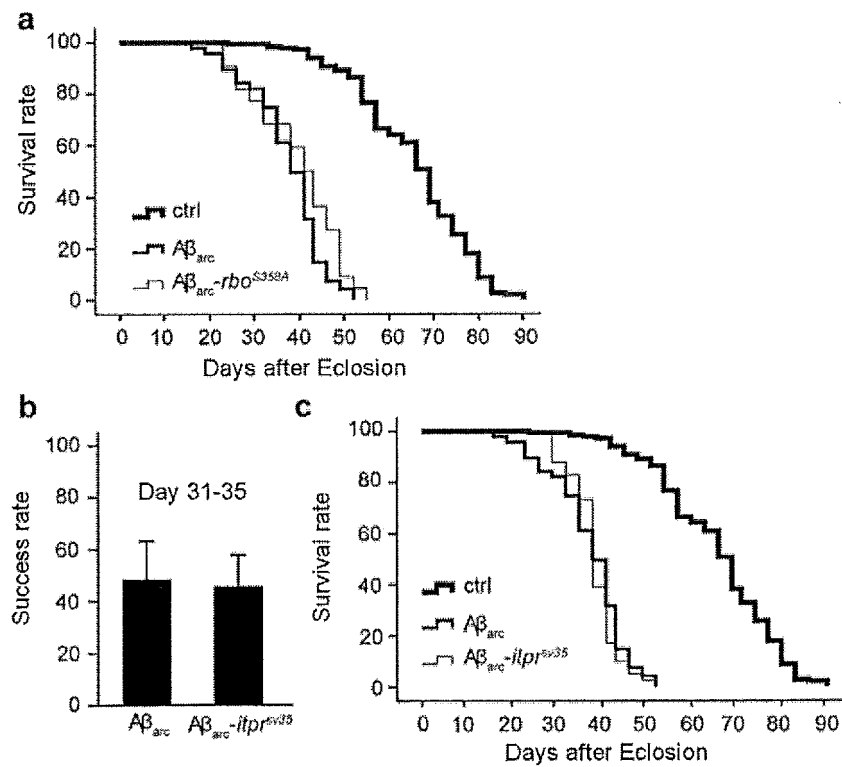 a
100
80
60
40
20
0
Survival rate
ctrl
Aβarc
Aβarc-rboS358A
0 10 20 30 40 50 60 70 80 90
Days after Eclosion
b
100
80
60
40
20
0
Success rate
Day 31-35
Aβarc Aβarc-itprsv35
c
100
80
60
40
20
0
Survival rate
ctrl
Aβarc
Aβarc-itprsv35
0 10 20 30 40 50 60 70 80 90
Days after Eclosion